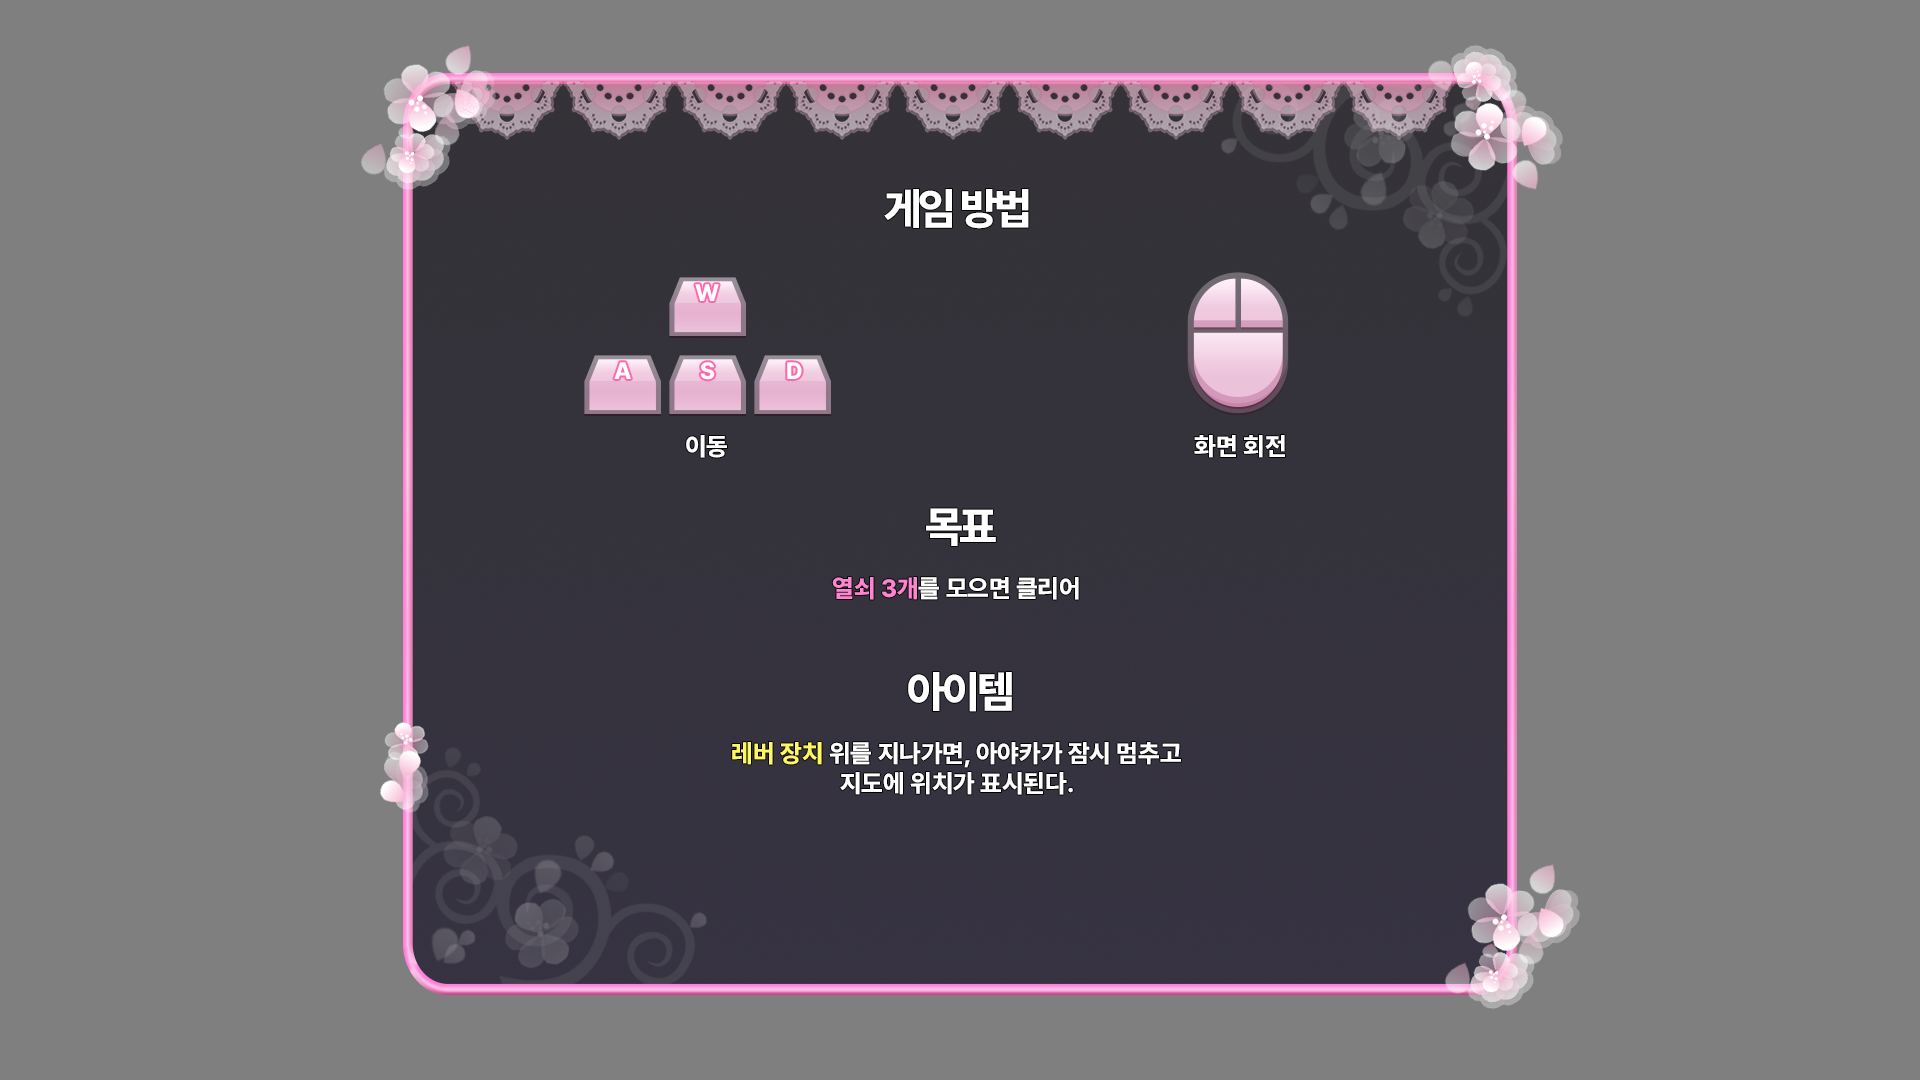 게임 방법
W
A S D
이동
화면 회전
목표
열쇠 3개를 모으면 클리어
아이템
레버 장치 위를 지나가면, 아야카가 잠시 멈추고
지도에 위치가 표시된다.